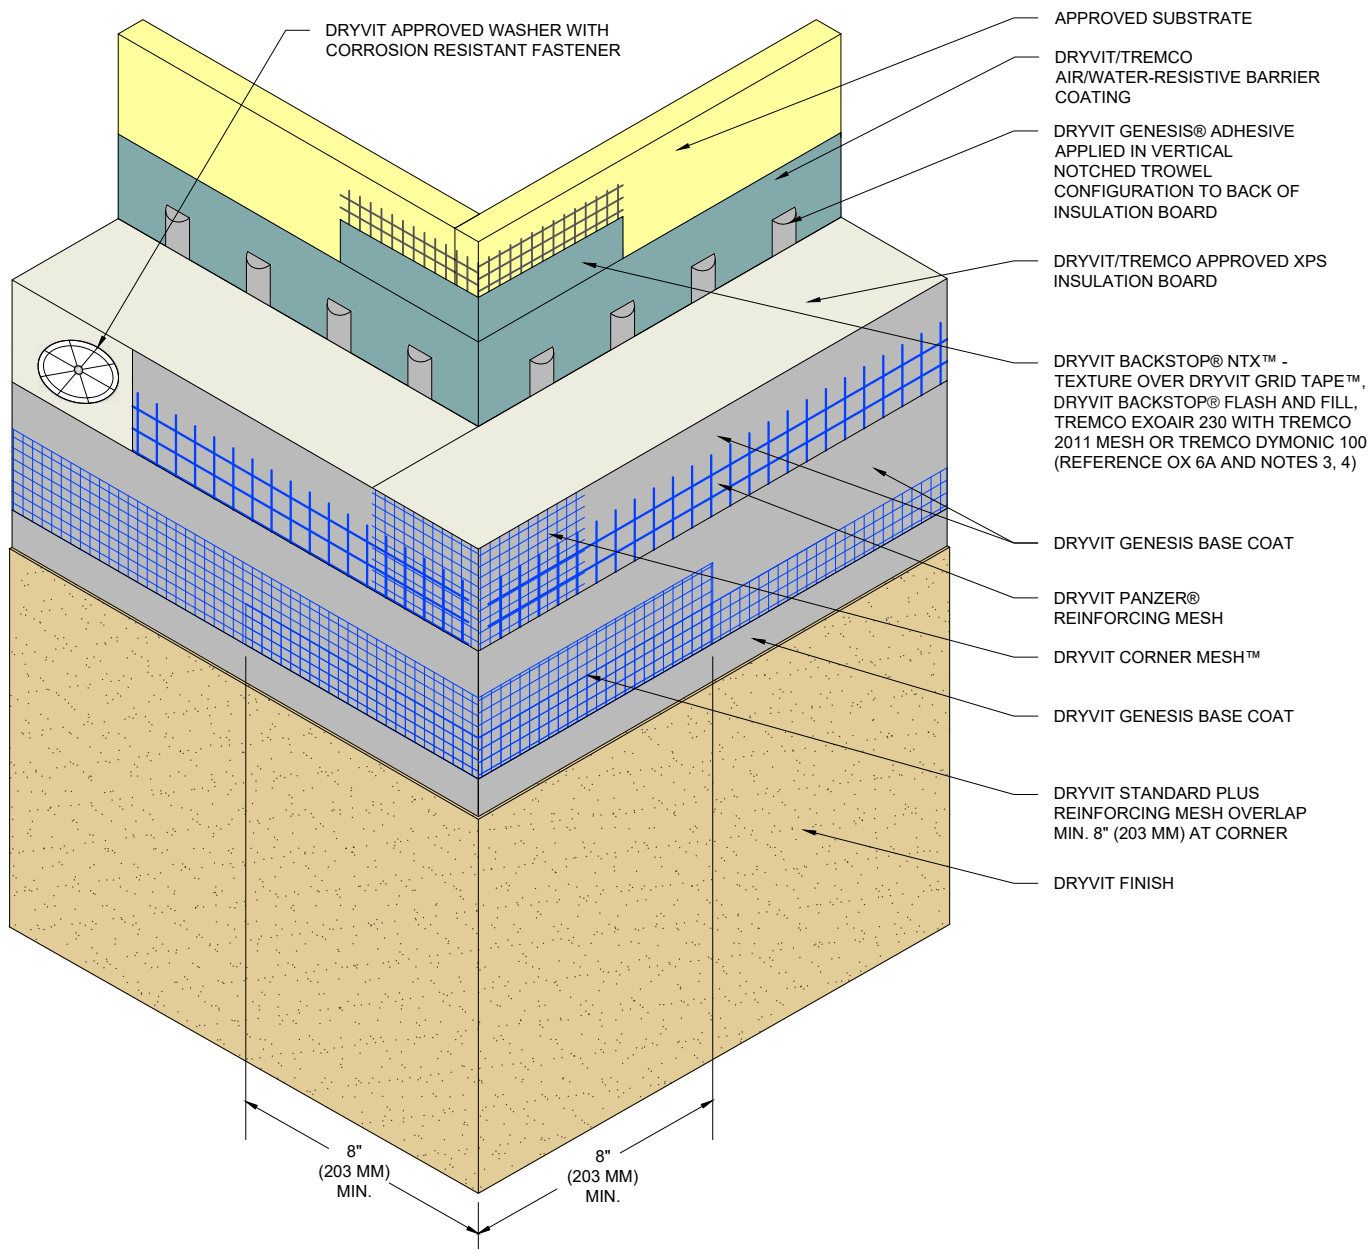 DRYVIT APPROVED WASHER WITH
CORROSION RESISTANT FASTENER
APPROVED SUBSTRATE
DRYVIT/TREMCO
AIR/WATER-RESISTIVE BARRIER
COATING
DRYVIT GENESIS® ADHESIVE
APPLIED IN VERTICAL
NOTCHED TROWEL
CONFIGURATION TO BACK OF
INSULATION BOARD
DRYVIT/TREMCO APPROVED XPS
INSULATION BOARD
DRYVIT BACKSTOP® NTX™ -
TEXTURE OVER DRYVIT GRID TAPE™,
DRYVIT BACKSTOP® FLASH AND FILL,
TREMCO EXOAIR 230 WITH TREMCO
2011 MESH OR TREMCO DYMONIC 100
(REFERENCE OX 6A AND NOTES 3, 4)
DRYVIT GENESIS BASE COAT
DRYVIT PANZER®
REINFORCING MESH
DRYVIT CORNER MESH™
DRYVIT GENESIS BASE COAT
DRYVIT STANDARD PLUS
REINFORCING MESH OVERLAP
MIN. 8" (203 MM) AT CORNER
DRYVIT FINISH
8"
(203 MM)
MIN.
8"
(203 MM)
MIN.